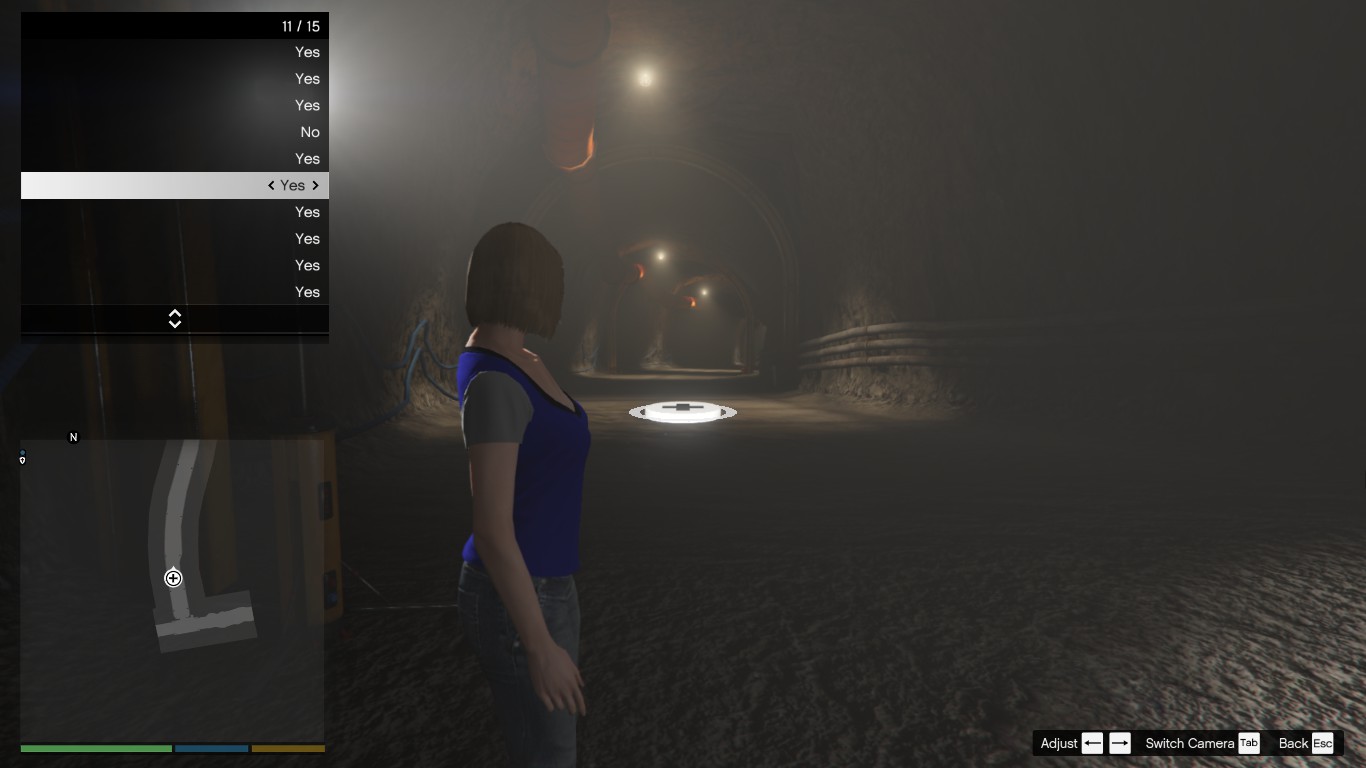 11 / 15
Yes
Yes
Yes
No
Yes
Yes
Yes
Yes
Yes
Yes
N
Adjust Switch Camera Tab Back Esc